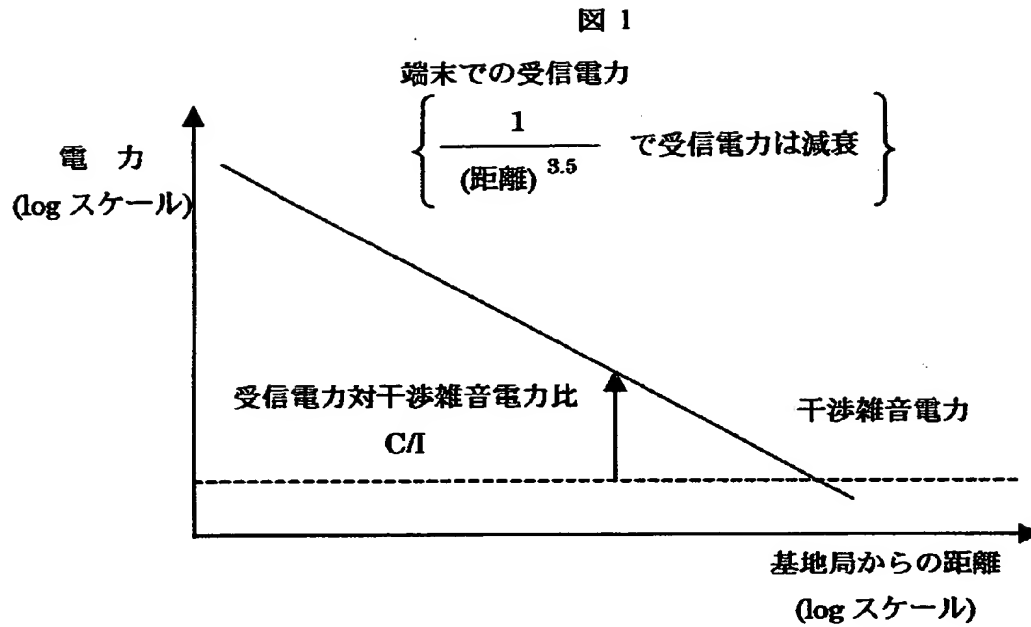 図 1
端末での受信電力
1
(距離) 3.5
で受信電力は減衰
電 力
(log スケール)
受信電力対干渉雑音電力比
C/I
干渉雑音電力
基地局からの距離
(log スケール)